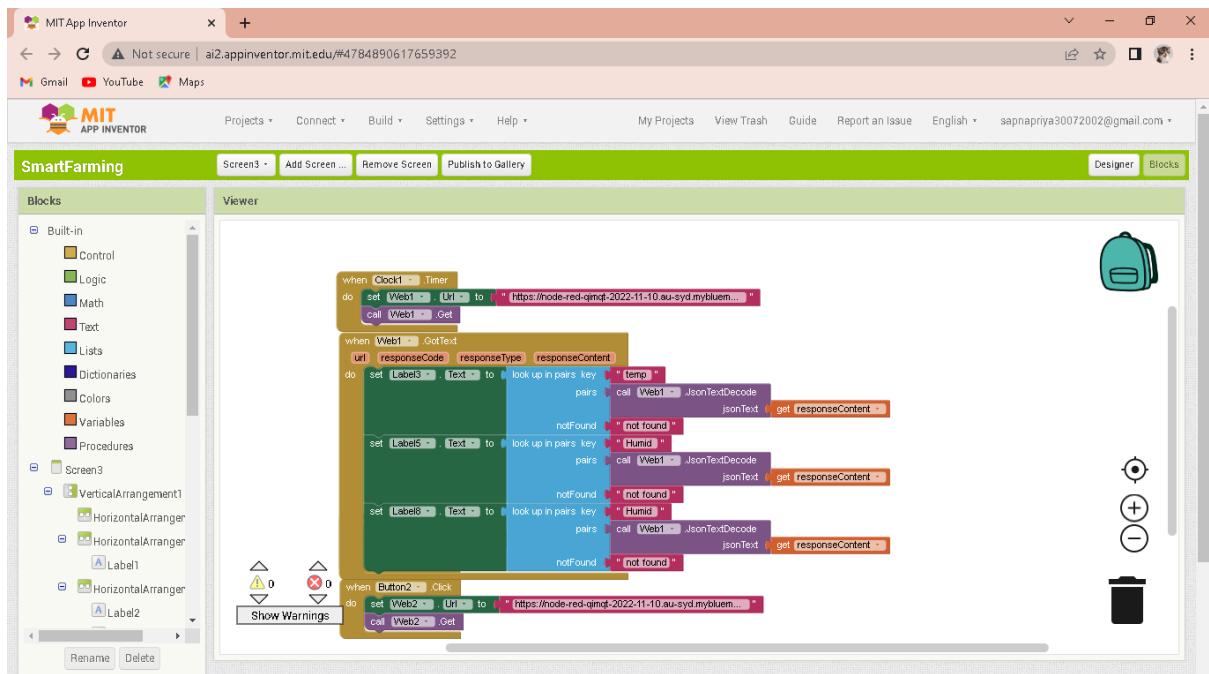 MIT App Inventor
Not secure | ai2.appinventor.mit.edu/#4784890617659392
Gmail YouTube Maps
MIT APP INVENTOR
Projects Connect Build Settings Help My Projects View Trash Guide Report an Issue English sapnapriya30072002@gmail.com
SmartFarming Screen3 Add Screen ... Remove Screen Publish to Gallery Designer Blocks
Blocks
Built-in
Control
Logic
Math
Text
Lists
Dictionaries
Colors
Variables
Procedures
Screen3
VerticalArrangement1
HorizontalArranger
HorizontalArranger
Label1
HorizontalArranger
Label2
Rename Delete
Viewer
when Clock1 .Timer
do set Web1 . Url to " https://node-red-qimqt-2022-11-10.au-syd.mybluem... "
call Web1 .Get
when Web1 .GotText
url responseCode responseType responseContent
do set Label3 . Text to look up in pairs key " temp "
pairs call Web1 .JsonTextDecode
jsonText get responseContent
notFound " not found "
set Label5 . Text to look up in pairs key " Humid "
pairs call Web1 .JsonTextDecode
jsonText get responseContent
notFound " not found "
set Label8 . Text to look up in pairs key " Humid "
pairs call Web1 .JsonTextDecode
jsonText get responseContent
notFound " not found "
when Button2 .Click
do set Web2 . Url to " https://node-red-qimqt-2022-11-10.au-syd.mybluem... "
call Web2 .Get
0 0
Show Warnings